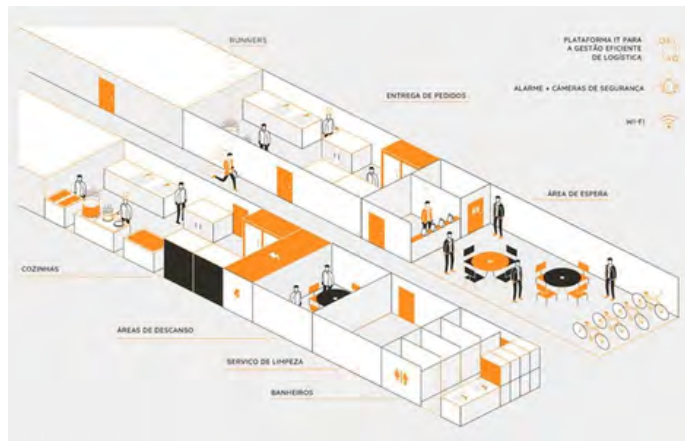 RUNNERS
PLATAFORMA IT PARA
A GESTÃO EFICIENTE
DE LOGÍSTICA
ENTREGA DE PEDIDOS
ALARME + CÂMERAS DE SEGURANÇA
WI-FI
ÁREA DE ESPERA
COZINHAS
ÁREAS DE DESCANSO
SERVIÇO DE LIMPEZA
BANHEIROS